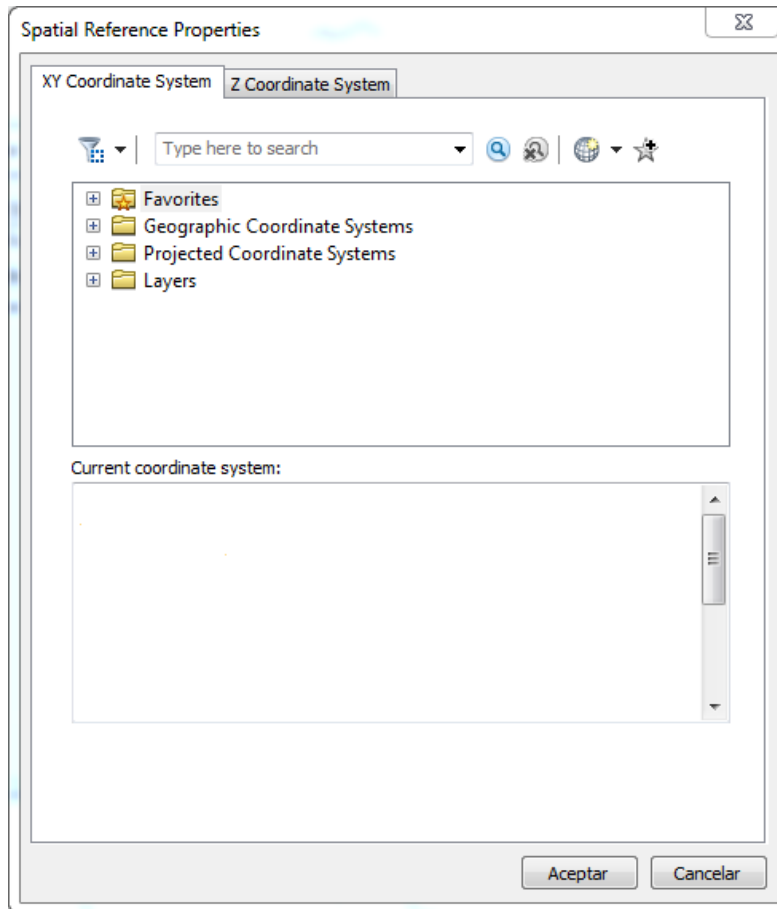 Spatial Reference Properties
XY Coordinate System
Z Coordinate System
Type here to search
Favorites
Geographic Coordinate Systems
Projected Coordinate Systems
Layers
Current coordinate system:
Aceptar
Cancelar